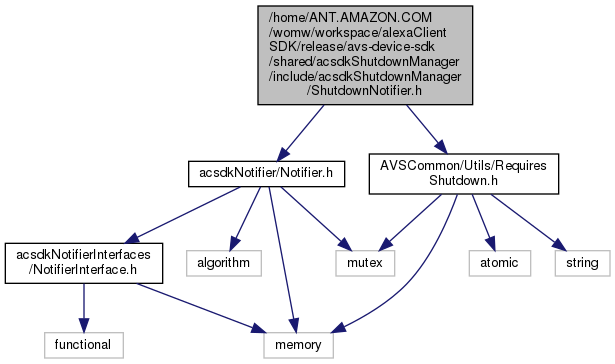 /home/ANT.AMAZON.COM
/womw/workspace/alexaClient
SDK/release/avs-device-sdk
/shared/acsdkShutdownManager
/include/acsdkShutdownManager
/ShutdownNotifier.h
acsdkNotifier/Notifier.h
AVSCommon/Utils/Requires
Shutdown.h
acsdkNotifierInterfaces
/NotifierInterface.h
algorithm
mutex
atomic
string
functional
memory